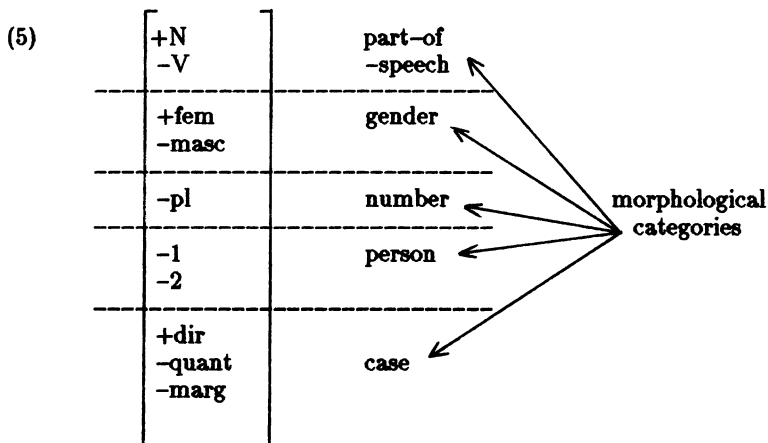 (5) +N part–of
-V -speech
+fem gender
–masc
–pl number morphological
categories
–1 person
–2
+dir
–quant case
–marg